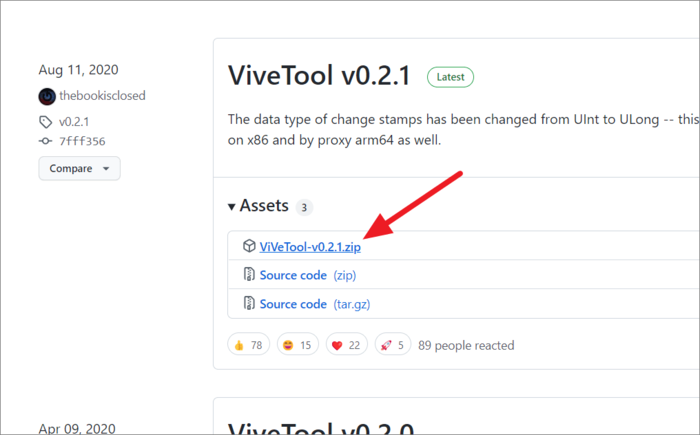 Aug 11, 2020
thebookisclosed
v0.2.1
7fff356
Compare
ViveTool v0.2.1 Latest
The data type of change stamps has been changed from UInt to ULong -- this
on x86 and by proxy arm64 as well.
Assets 3
ViVeTool-v0.2.1.zip
Source code (zip)
Source code (tar.gz)
78 15 22 5 89 people reacted
Apr 09, 2020
ViveTool v0.2.0